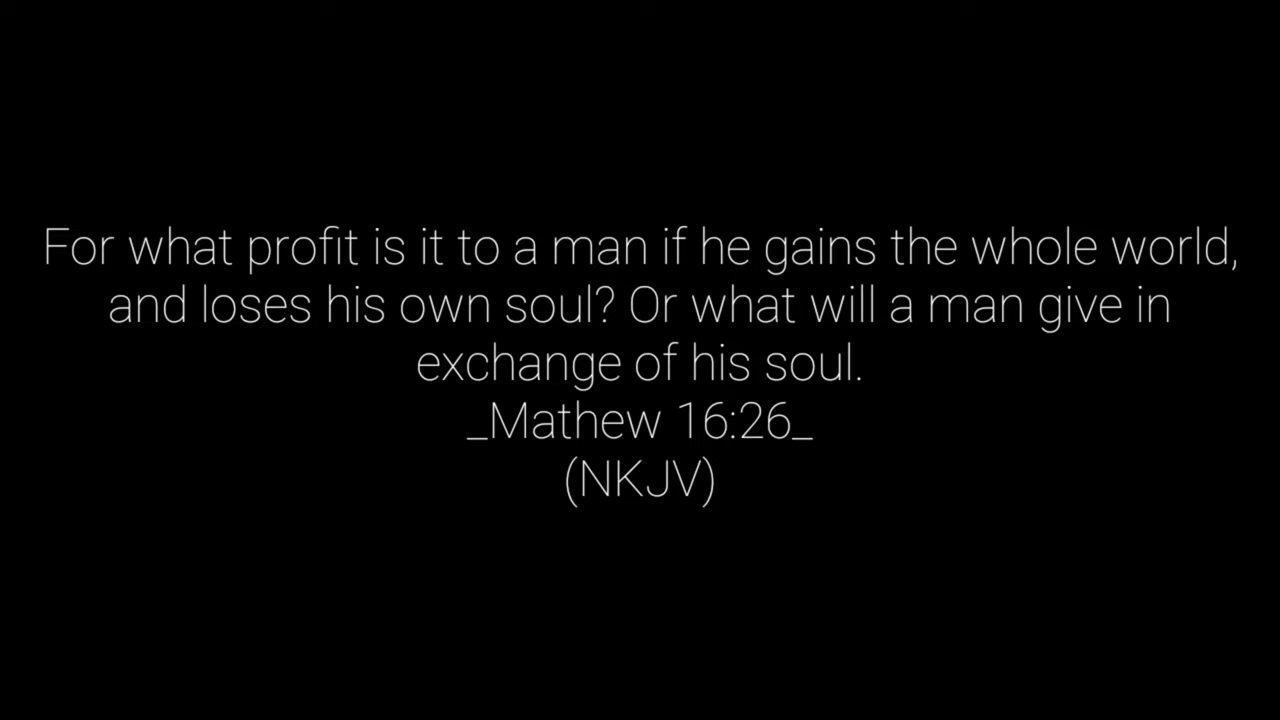 For what profit is it to a man if he gains the whole world,
and loses his own soul? Or what will a man give in
exchange of his soul.
_Mathew 16:26_
(NKJV)